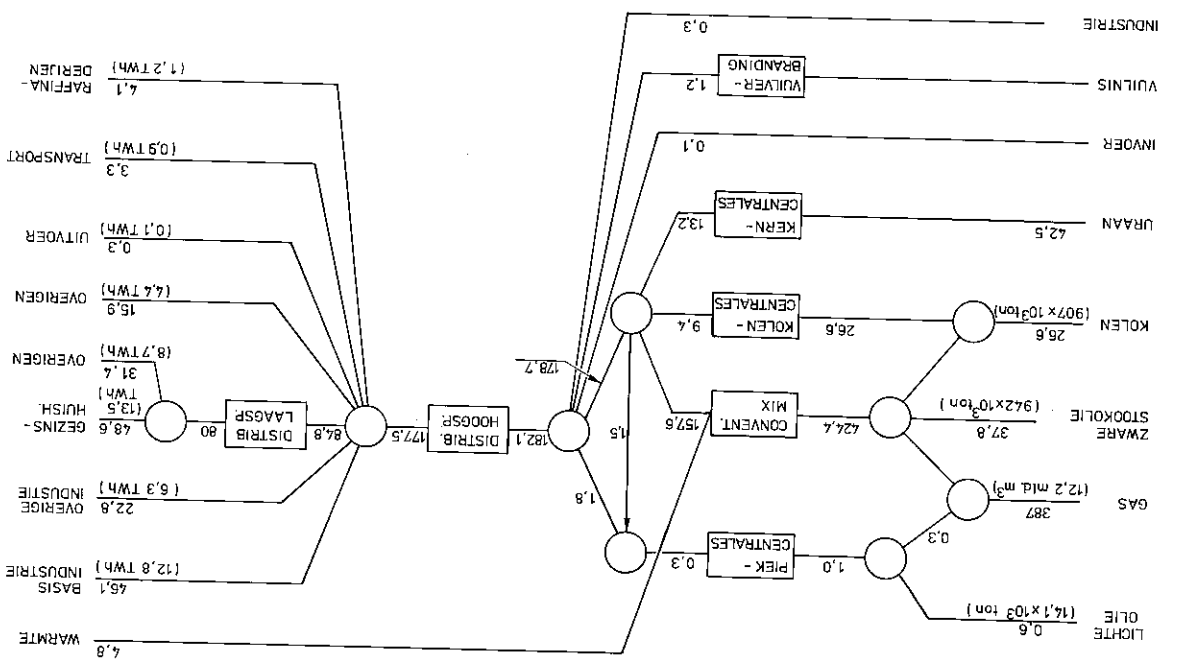 LICHTE
OLIE
0,6
(14,1x10³ ton)
GAS
387
(12,2 mld. m³)
ZWARE
STOOKOLIE
37,8
(942x10³ ton)
KOLEN
26,6
(907x10³ ton)
URAAN
42,5
INVOER
VUILNIS
INDUSTRIE
0,3
1,0
424,4
26,6
PIEK-
CENTRALES
CONVENT.
MIX
KOLEN-
CENTRALES
KERN-
CENTRALES
VUILVER-
BRANDING
0,3
157,6
9,4
13,2
0,1
1,2
0,3
1,5
1,8
178,7
182,1
DISTRIB.
HOOGSP.
177,5
84,8
DISTRIB
LAAGSP.
80
WARMTE
4,8
BASIS
INDUSTRIE
46,1
(12,8 TWh)
OVERIGE
INDUSTIE
22,8
(6,3 TWh)
GEZINS-
HUISH.
48,6
(13,5
TWh)
OVERIGEN
31,4
(8,7 TWh)
OVERIGEN
15,9
(4,4 TWh)
UITVOER
0,3
(0,1 TWh)
TRANSPORT
3,3
(0,9 TWh)
RAFFINA-
DERIJEN
4,1
(1,2 TWh)